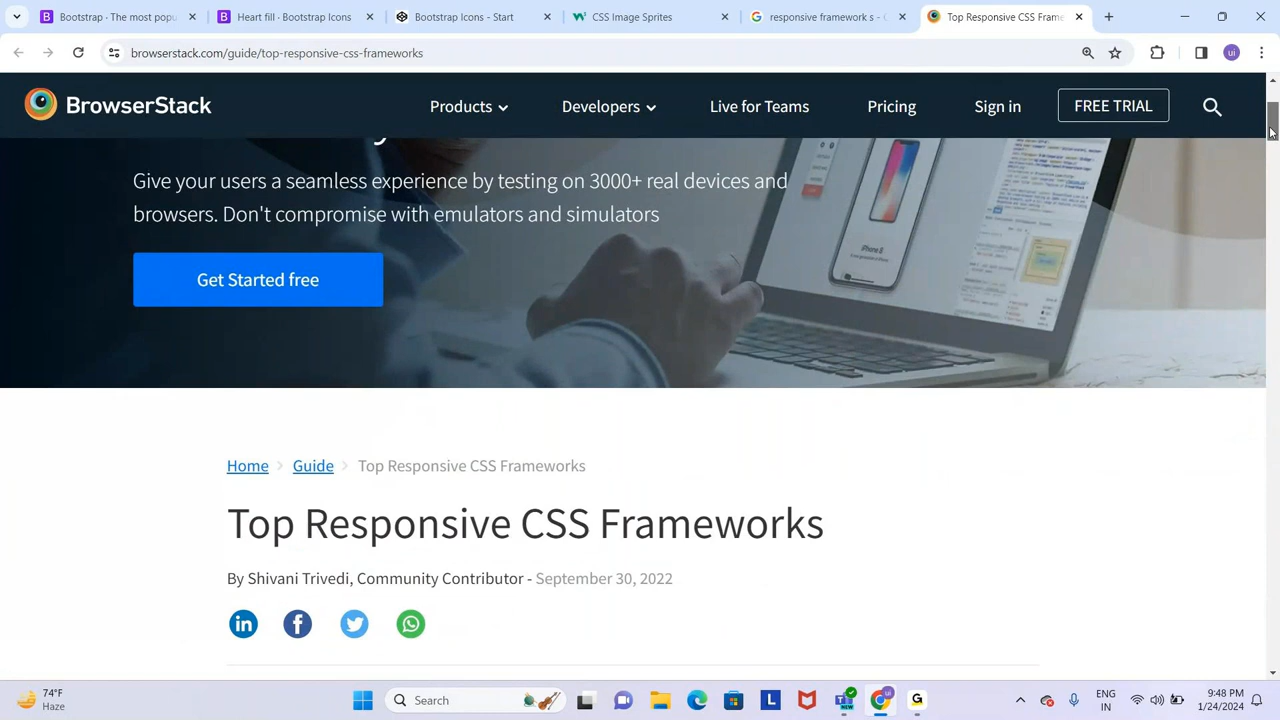 Bootstrap · The most popu
Heart fill · Bootstrap Icons
Bootstrap Icons - Start
CSS Image Sprites
responsive framework s - G
Top Responsive CSS Fram
browserstack.com/guide/top-responsive-css-frameworks
ui
BrowserStack
Products
Developers
Live for Teams
Pricing
Sign in
FREE TRIAL
Give your users a seamless experience by testing on 3000+ real devices and
browsers. Don't compromise with emulators and simulators
Get Started free
iPhone 8
Home
Guide
Top Responsive CSS Frameworks
Top Responsive CSS Frameworks
By Shivani Trivedi, Community Contributor - September 30, 2022
74°F
Haze
Search
ENG
IN
9:48 PM
1/24/2024